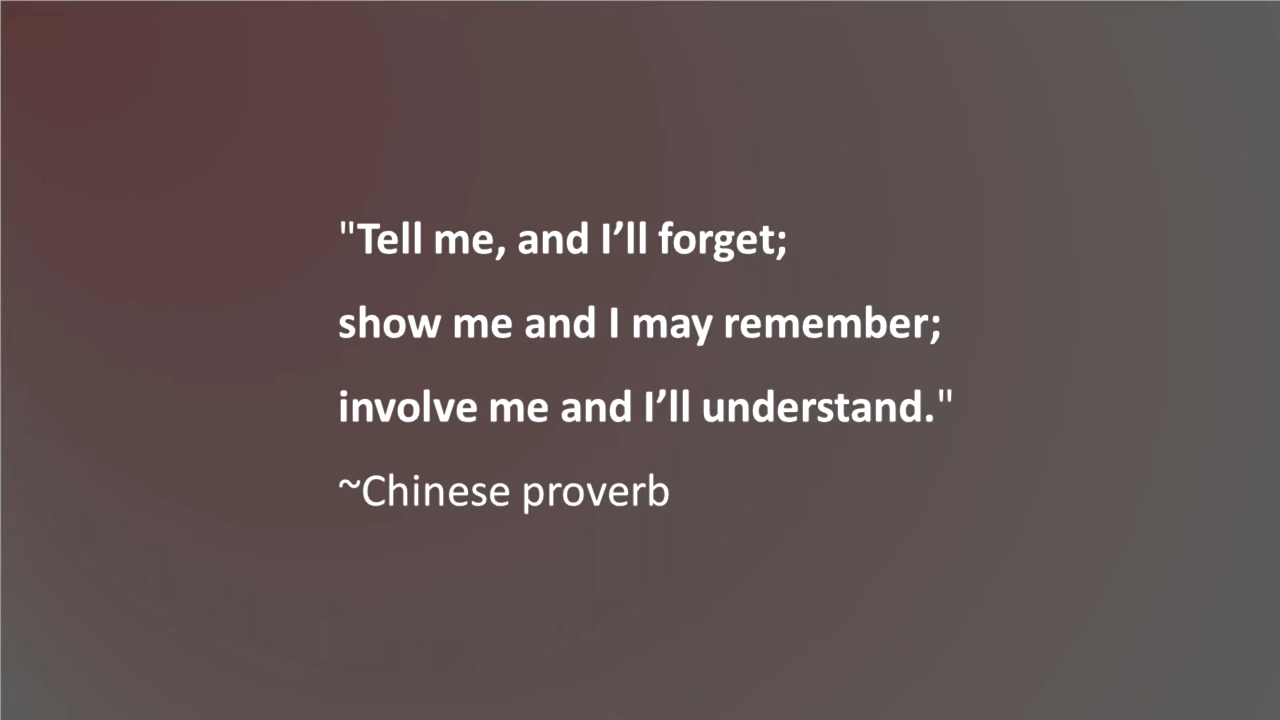 "Tell me, and I’ll forget;
show me and I may remember;
involve me and I’ll understand."
~Chinese proverb